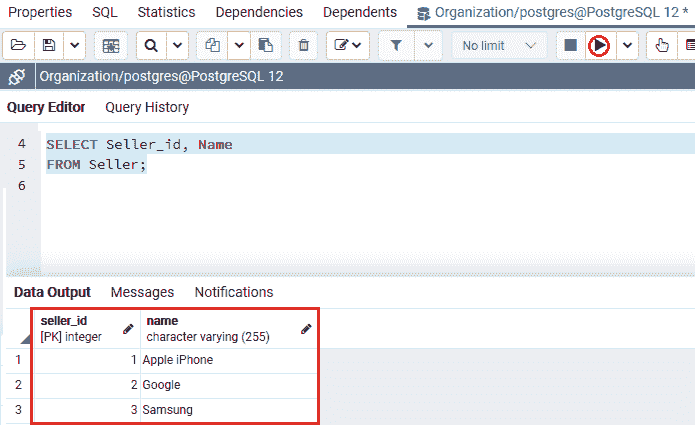 Properties SQL Statistics Dependencies Dependents Organization/postgres@PostgreSQL 12 *
No limit
Organization/postgres@PostgreSQL 12
Query Editor Query History
4 SELECT Seller_id, Name
5 FROM Seller;
6
Data Output Messages Notifications
seller_id name
[PK] integer character varying (255)
1 1 Apple iPhone
2 2 Google
3 3 Samsung